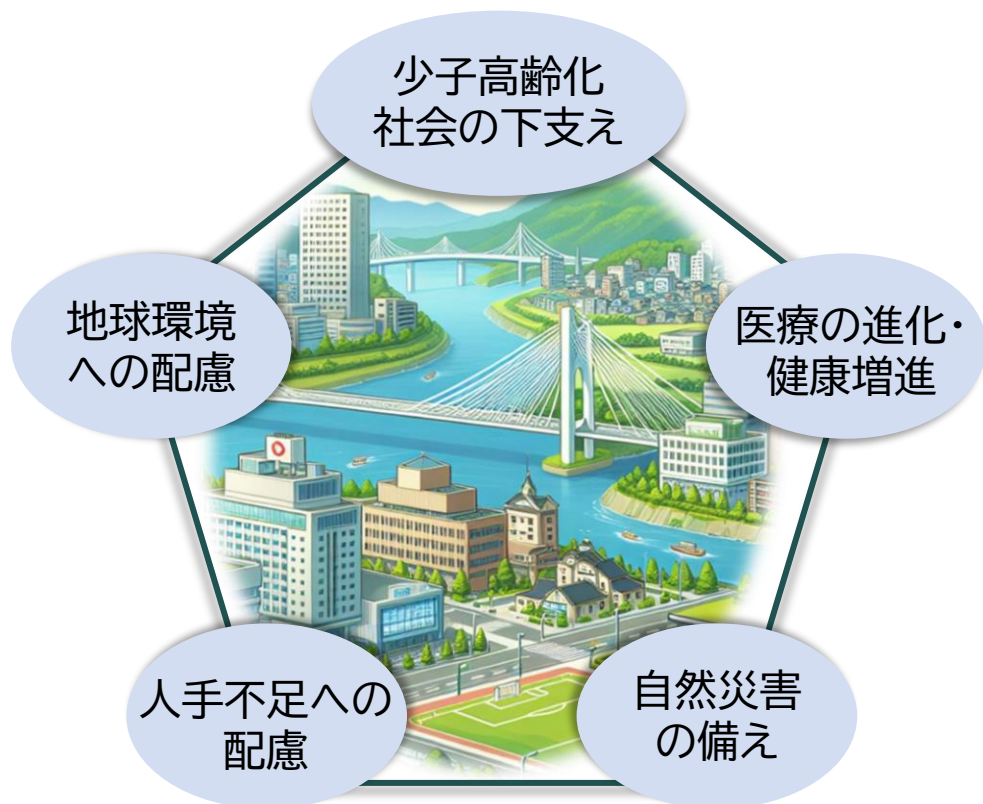 少子高齢化
社会の下支え
地球環境
への配慮
医療の進化・
健康増進
人手不足への
配慮
自然災害
の備え